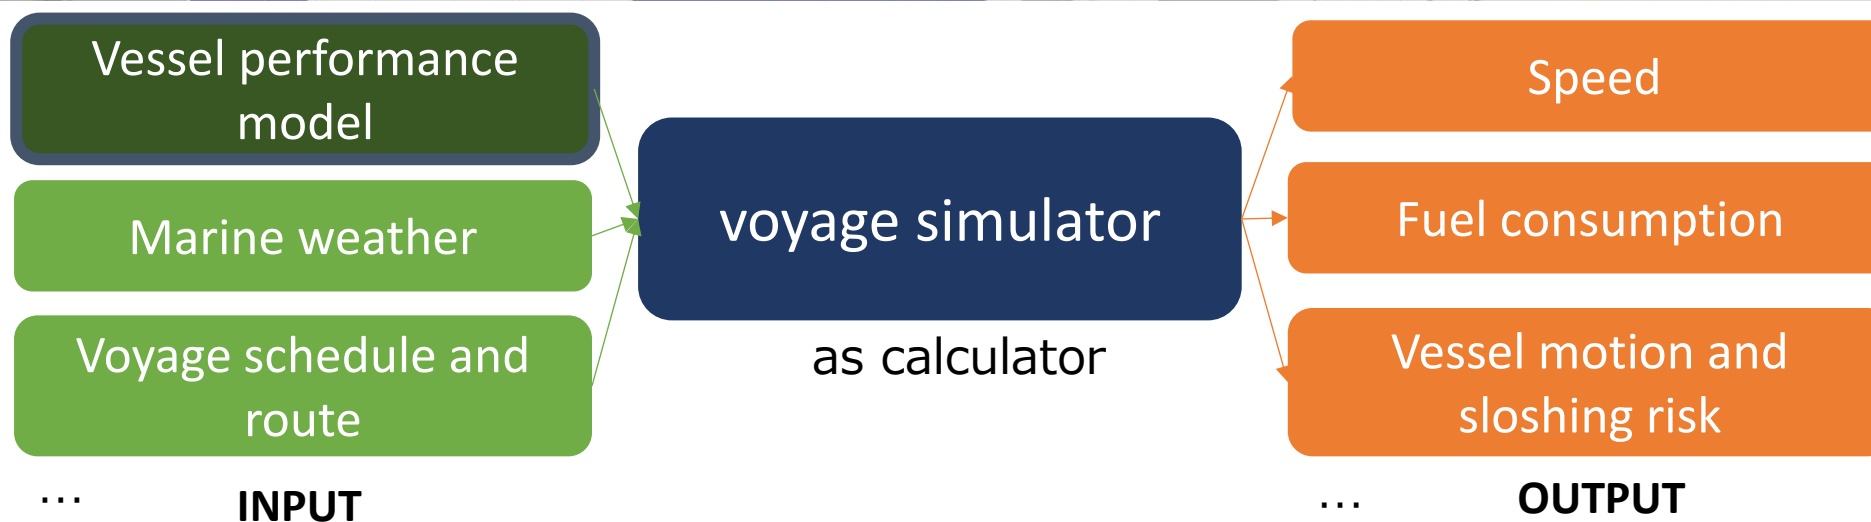 Vessel performance
model
Marine weather
Voyage schedule and
route
…
INPUT
voyage simulator
as calculator
Speed
Fuel consumption
Vessel motion and
sloshing risk
…
OUTPUT